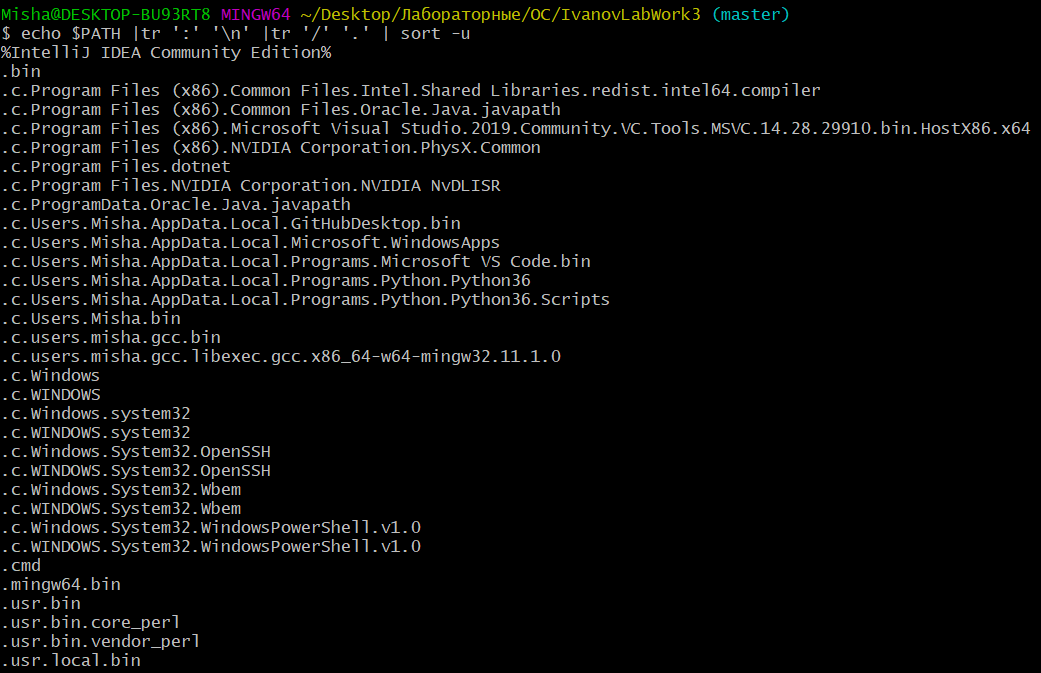 Misha@DESKTOP-BU93RT8 MINGW64 ~/Desktop/Лабораторные/ОС/IvanovLabWork3 (master)
$ echo $PATH |tr ':' '\n' |tr '/' '.' | sort -u
%IntelliJ IDEA Community Edition%
.bin
.c.Program Files (x86).Common Files.Intel.Shared Libraries.redist.intel64.compiler
.c.Program Files (x86).Common Files.Oracle.Java.javapath
.c.Program Files (x86).Microsoft Visual Studio.2019.Community.VC.Tools.MSVC.14.28.29910.bin.HostX86.x64
.c.Program Files (x86).NVIDIA Corporation.PhysX.Common
.c.Program Files.dotnet
.c.Program Files.NVIDIA Corporation.NVIDIA NvDLISR
.c.ProgramData.Oracle.Java.javapath
.c.Users.Misha.AppData.Local.GitHubDesktop.bin
.c.Users.Misha.AppData.Local.Microsoft.WindowsApps
.c.Users.Misha.AppData.Local.Programs.Microsoft VS Code.bin
.c.Users.Misha.AppData.Local.Programs.Python.Python36
.c.Users.Misha.AppData.Local.Programs.Python.Python36.Scripts
.c.Users.Misha.bin
.c.users.misha.gcc.bin
.c.users.misha.gcc.libexec.gcc.x86_64-w64-mingw32.11.1.0
.c.Windows
.c.WINDOWS
.c.Windows.system32
.c.WINDOWS.system32
.c.Windows.System32.OpenSSH
.c.WINDOWS.System32.OpenSSH
.c.Windows.System32.Wbem
.c.WINDOWS.System32.Wbem
.c.Windows.System32.WindowsPowerShell.v1.0
.c.WINDOWS.System32.WindowsPowerShell.v1.0
.cmd
.mingw64.bin
.usr.bin
.usr.bin.core_perl
.usr.bin.vendor_perl
.usr.local.bin